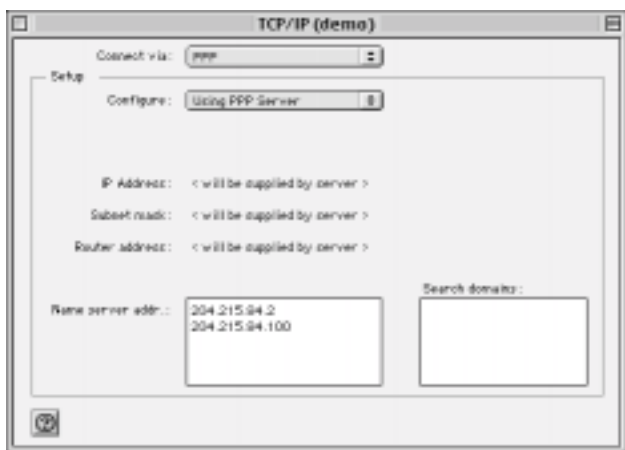 TCP/IP (demo)
Connect via: PPP
Setup
Configure: Using PPP Server
IP Address: < will be supplied by server >
Subnet mask: < will be supplied by server >
Router address: < will be supplied by server >
Search domains:
Name server addr.: 204.215.84.2
204.215.84.100